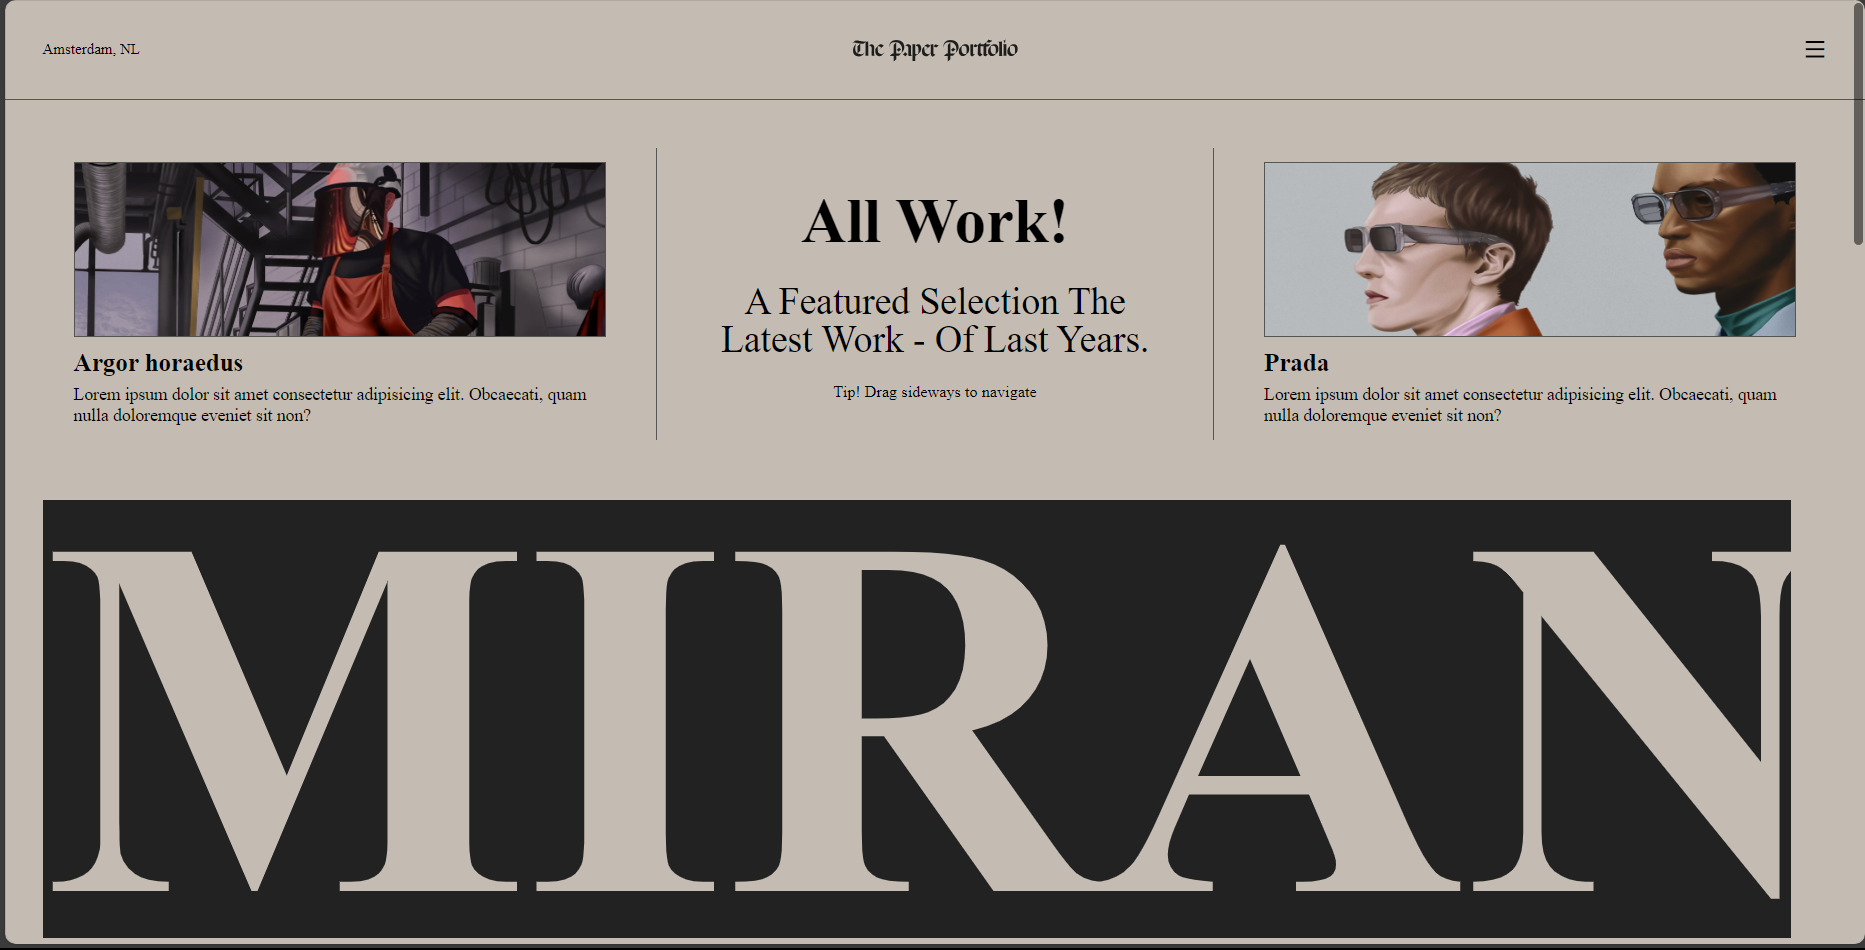 Amsterdam, NL
The Paper Portfolio
Argor horaedus
Lorem ipsum dolor sit amet consectetur adipisicing elit. Obcaecati, quam
nulla doloremque eveniet sit non?
All Work!
A Featured Selection The
Latest Work - Of Last Years.
Tip! Drag sideways to navigate
Prada
Lorem ipsum dolor sit amet consectetur adipisicing elit. Obcaecati, quam
nulla doloremque eveniet sit non?
MIRAN